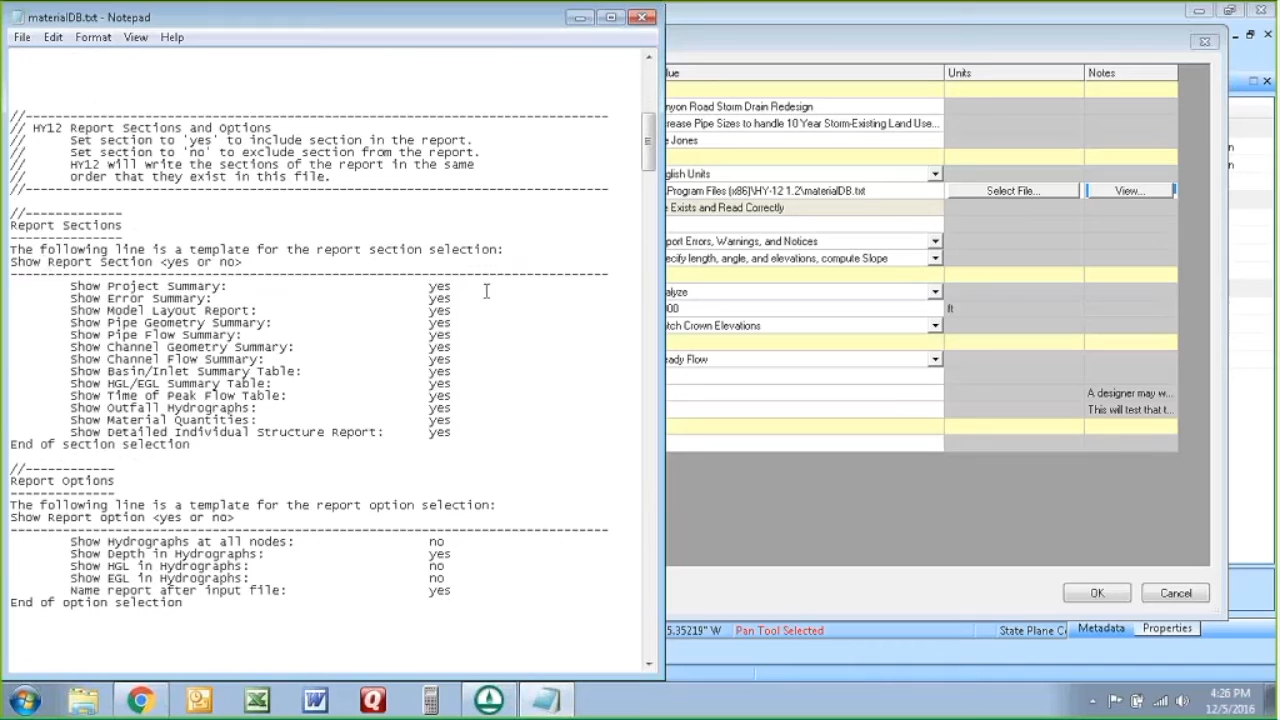 materialDB.txt - Notepad
File Edit Format View Help
//--------------------------------------------------------------------------------
// HY12 Report Sections and Options
// Set section to 'yes' to include section in the report.
// Set section to 'no' to exclude section from the report.
// HY12 will write the sections of the report in the same
// order that they exist in this file.
//--------------------------------------------------------------------------------
//-------------
Report Sections
--------------
The following line is a template for the report section selection:
Show Report Section <yes or no>
--------------------------------------------------------------------------------
Show Project Summary: yes
Show Error Summary: yes
Show Model Layout Report: yes
Show Pipe Geometry Summary: yes
Show Pipe Flow Summary: yes
Show Channel Geometry Summary: yes
Show Channel Flow Summary: yes
Show Basin/Inlet Summary Table: yes
Show HGL/EGL Summary Table: yes
Show Time of Peak Flow Table: yes
Show Outfall Hydrographs: yes
Show Material Quantities: yes
Show Detailed Individual Structure Report: yes
End of section selection
//------------
Report Options
--------------
The following line is a template for the report option selection:
Show Report option <yes or no>
--------------------------------------------------------------------------------
Show Hydrographs at all nodes: no
Show Depth in Hydrographs: yes
Show HGL in Hydrographs: no
Show EGL in Hydrographs: no
Name report after input file: yes
End of option selection
lue Units Notes
nyon Road Storm Drain Redesign
rease Pipe Sizes to handle 10 Year Storm-Existing Land Use...
e Jones
glish Units
Program Files (x86)\HY-12 1.2\materialDB.txt Select File... View...
e Exists and Read Correctly
port Errors, Warnings, and Notices
ecify length, angle, and elevations, compute Slope
alyze
00 ft
tch Crown Elevations
eady Flow
A designer may w...
This will test that t...
OK Cancel
5.35219" W Pan Tool Selected State Plane Metadata Properties
4:26 PM
12/5/2016